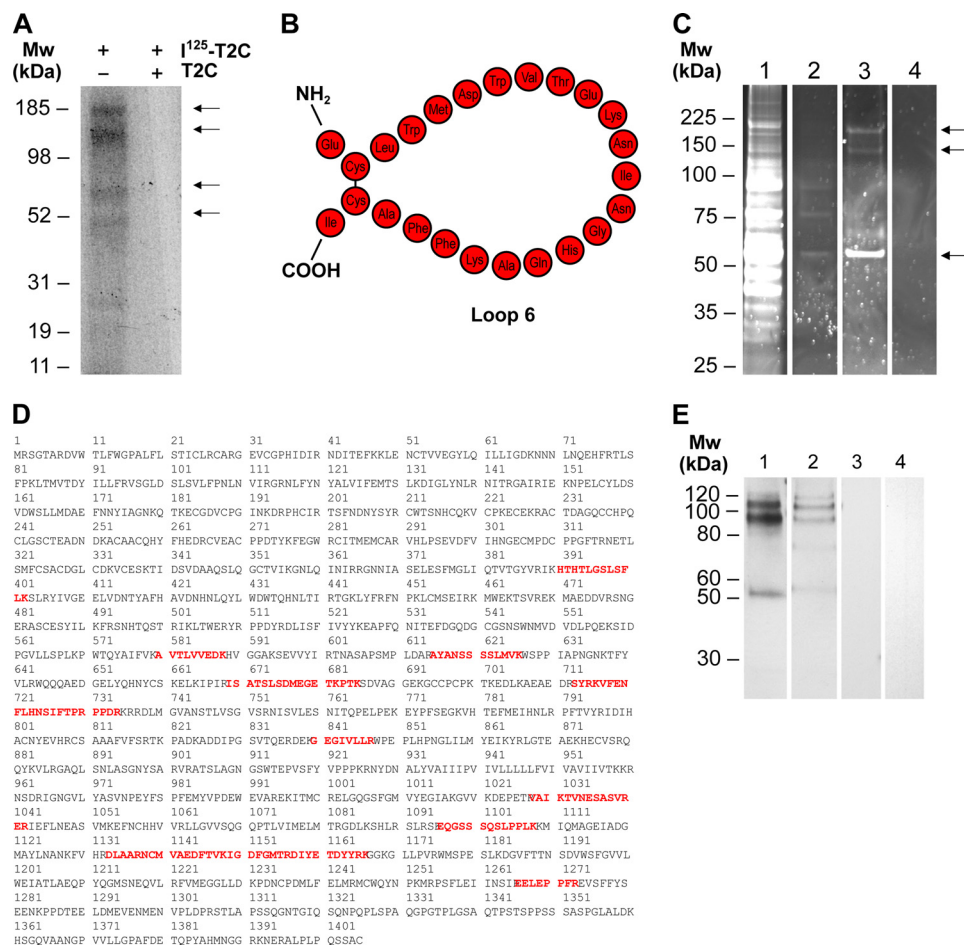 A
Mw
(kDa)
+ + I¹²⁵-T2C
– + T2C
185 –
98 –
52 –
31 –
19 –
11 –
B
NH₂
Glu
Cys
Leu
Trp
Met
Asp
Trp
Val
Thr
Glu
Lys
Asn
Ile
Asn
Gly
His
Gln
Ala
Lys
Phe
Phe
Ala
Cys
Ile
COOH
Loop 6
C
Mw
(kDa)
1 2 3 4
225 –
150 –
100 –
75 –
50 –
35 –
25 –
D
1 11 21 31 41 51 61 71
MRSGTARDVW TLFWGPALFL STICLRCARG EVCGPHIDIR NDITEFKKLE NCTVVEGYLQ ILLIGDKNNN LNQEHFRTLS
81 91 101 111 121 131 141 151
FPKLTMVTDY ILLFRVSGLD SLSVLFPNLN VIRGRNLFYN YALVIFEMTS LKDIGLYNLR NITRGAIRIE KNPELCYLDS
161 171 181 191 201 211 221 231
VDWSLLMDAE FNNYIAGNKQ TKECGDVCPG INKDRPHCIR TSFNDNYSYR CWTSNHCQKV CPKECEKRAC TDAGQCCHPQ
241 251 261 271 281 291 301 311
CLGSCTEADN DKACAACQHY FHEDRCVEAC PPDTYKFEGW RCITMEMCAR VHLPSEVDFV IHNGECMPDC PPGFTRNETL
321 331 341 351 361 371 381 391
SMFCSACDGL CDKVCESKTI DSVDAAQSLQ GCTVIKGNLQ INIRRGNNIA SELESFMGLI QTVTGYVRIK HTHTLGSLSF
401 411 421 431 441 451 461 471
LKSLRYIVGE ELVDNTYAFH AVDNHNLQYL WDWTQHNLTI RTGKLYFRFN PKLCMSEIRK MWEKTSVREK MAEDDVRSNG
481 491 501 511 521 531 541 551
ERASCESYIL KFRSNHTQST RIKLTWERYR PPDYRDLISF IVYYKEAPFQ NITEFDGQDG CGSNSWNMVD VDLPQEKSID
561 571 581 591 601 611 621 631
PGVLLSPLKP WTQYAIFVKA VTLVVEDKHV GGAKSEVVYI RTNASAPSMP LDARAYANSS SSLMVKWSPP IAPNGNKTFY
641 651 661 671 681 691 701 711
VLRWQQQAED GELYQHNYCS KELKIPIRIS ATSLSDMEGE TKPTKSDVAG GEKGCCPCPK TKEDLKAEAE DRSYRKVFEN
721 731 741 751 761 771 781 791
FLHNSIFTPR PPDRKRRDLM GVANSTLVSG VSRNISVLES NITQPELPEK EYPFSEGKVH TEFMEIHNLR PFTVYRIDIH
801 811 821 831 841 851 861 871
ACNYEVHRCS AAAFVFSRTK PADKADDIPG SVTQERDEKG EGIVLLRWPE PLHPNGLILM YEIKYRLGTE AEKHECVSRQ
881 891 901 911 921 931 941 951
QYKVLRGAQL SNLASGNYSA RVRATSLAGN GSWTEPVSFY VPPPKRNYDN ALYVAIIIPV IVLLLLLFVI VAVIIVTKKR
961 971 981 991 1001 1011 1021 1031
NSDRIGNGVL YASVNPEYFS PFEMYVPDEW EVAREKITMC RELGQGSFGM VYEGIAKGVV KDEPETRVAI KTVNESASVR
1041 1051 1061 1071 1081 1091 1101 1111
ERIEFLNEAS VMKEFNCHHV VRLLGVVSQG QPTLVIMELM TRGDLKSHLR SLRSEQGSSS QSLPPLKKMI QMAGEIADG
1121 1131 1141 1151 1161 1171 1181 1191
MAYLNANKFV HRDLAARNCM VAEDFTVKIG DFGMTRDIYE TDYYRKGGKG LLPVRWMSPE SLKDGVFTTN SDVWSFGVVL
1201 1211 1221 1231 1241 1251 1261 1271
WEIATLAEQP YQGMSNEQVL RFVMEGGLLD KPDNCPDMLF ELMRMCWQYN PKMRPSFLEI INSIEELEPP PFREVSFFYS
1281 1291 1301 1311 1321 1331 1341 1351
EENKPPDTEE LDMEVENMEN VPLDPRSTLA PSSQGNTGIQ SQNPQPLSPA QGPGTPLGSA QTPSTSPPSS SASPGLALDK
1361 1371 1381 1391 1401
HSGQVAANGP VVLLGPAFDE TQPYAHMNGG RKNERALPLP QSSAC
E
Mw
(kDa)
1 2 3 4
120 –
100 –
80 –
60 –
50 –
30 –